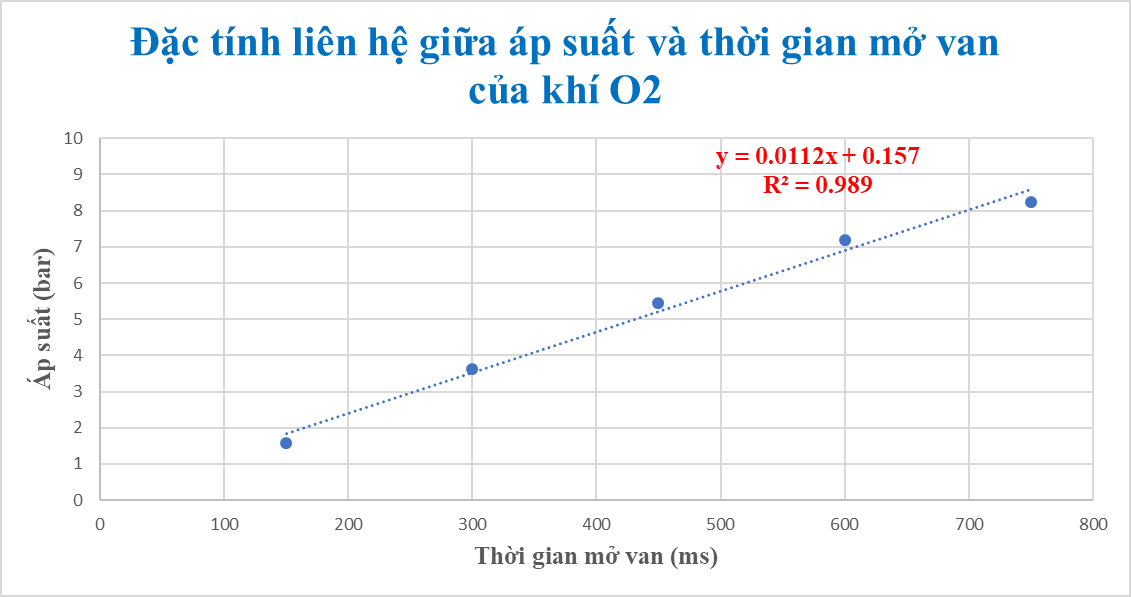 Đặc tính liên hệ giữa áp suất và thời gian mở van
của khí O2
y = 0.0112x + 0.157
R² = 0.989
10
9
8
7
6
5
4
3
2
1
0
Áp suất (bar)
0 100 200 300 400 500 600 700 800
Thời gian mở van (ms)